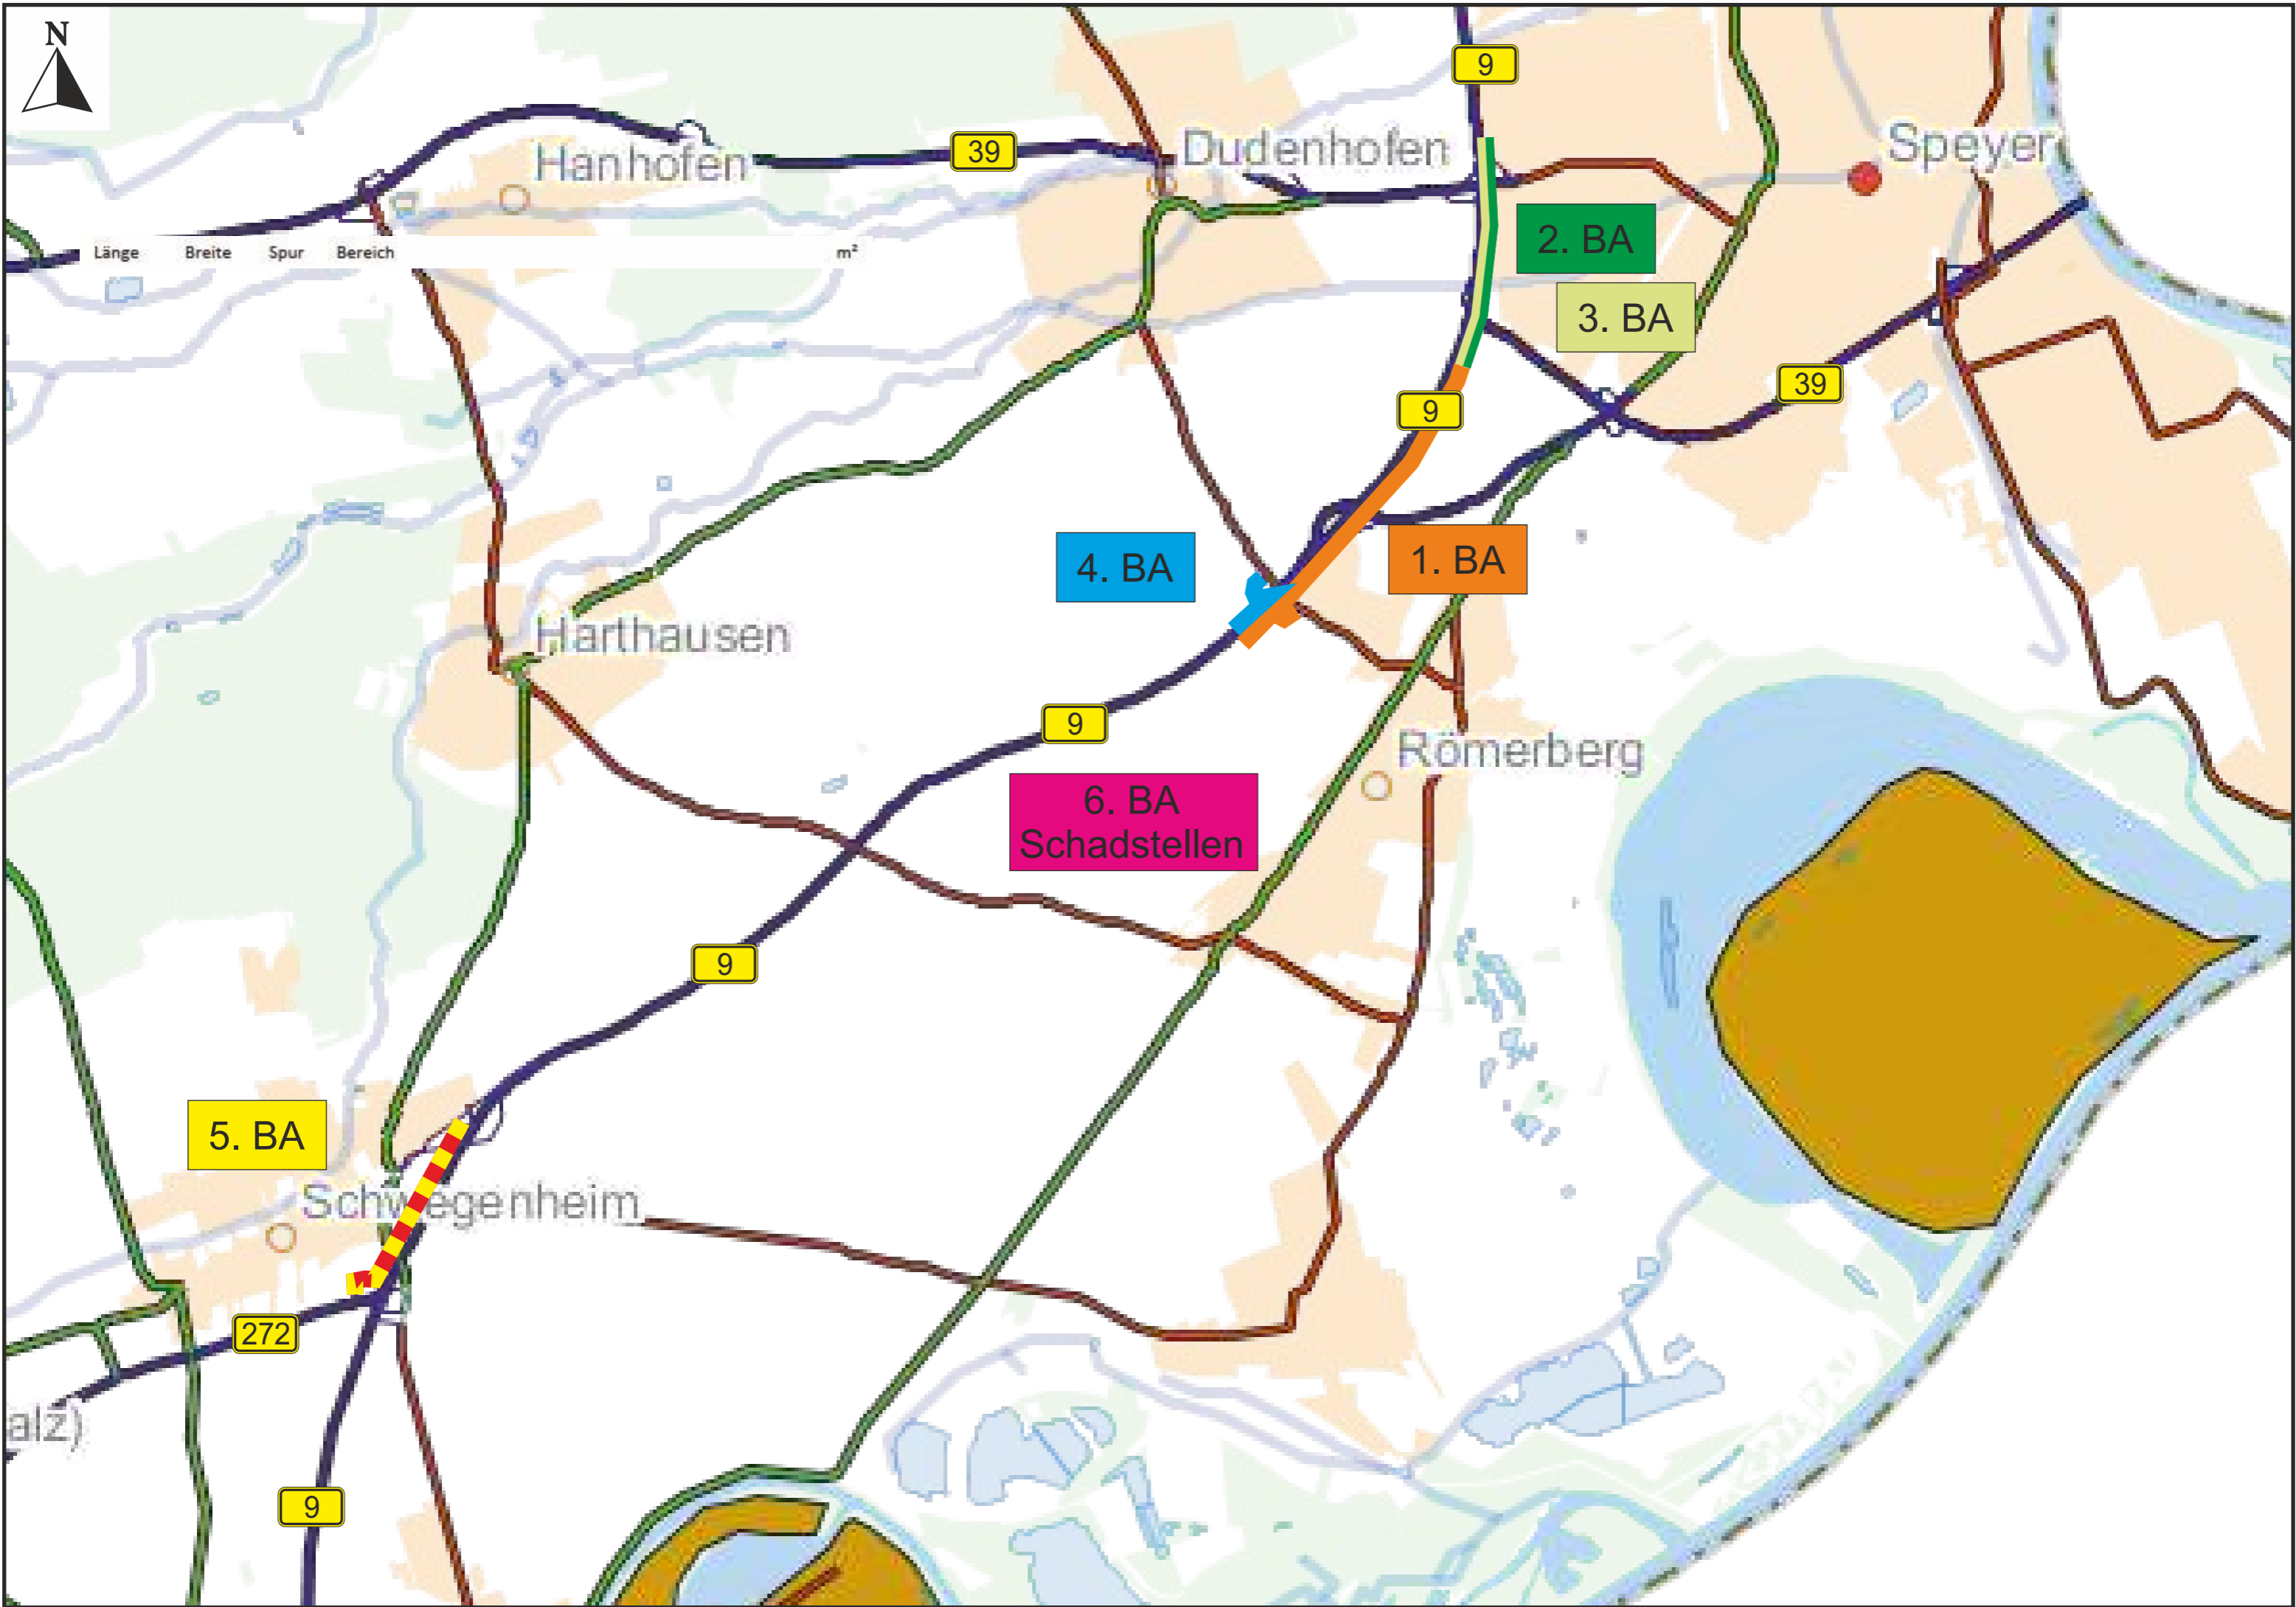 N
9
Speyer
Hanhofen
39
Dudenhofen
2. BA
Länge Breite Spur Bereich m²
3. BA
39
9
4. BA
1. BA
Harthausen
9
Römerberg
6. BA
Schadstellen
9
5. BA
Schwegenheim
272
alz)
9